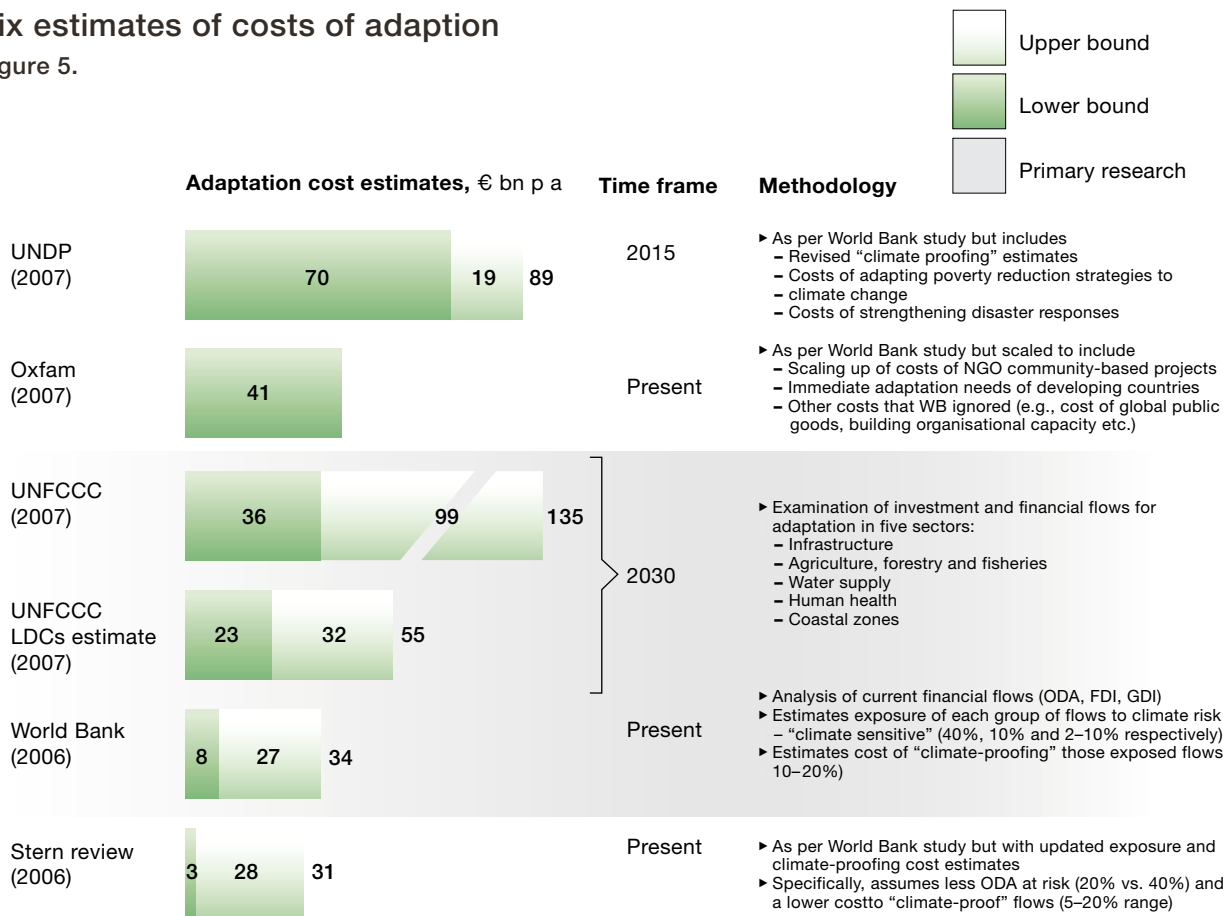 ix estimates of costs of adaption
gure 5.
Upper bound
Lower bound
Primary research
Adaptation cost estimates, € bn p a
Time frame
Methodology
UNDP
(2007)
70
19
89
2015
▸ As per World Bank study but includes
– Revised “climate proofing” estimates
– Costs of adapting poverty reduction strategies to
– climate change
– Costs of strengthening disaster responses
Oxfam
(2007)
41
Present
▸ As per World Bank study but scaled to include
– Scaling up of costs of NGO community-based projects
– Immediate adaptation needs of developing countries
– Other costs that WB ignored (e.g., cost of global public
goods, building organisational capacity etc.)
UNFCCC
(2007)
36
99
135
UNFCCC
LDCs estimate
(2007)
23
32
55
2030
▸ Examination of investment and financial flows for
adaptation in five sectors:
– Infrastructure
– Agriculture, forestry and fisheries
– Water supply
– Human health
– Coastal zones
World Bank
(2006)
8
27
34
Present
▸ Analysis of current financial flows (ODA, FDI, GDI)
▸ Estimates exposure of each group of flows to climate risk
– “climate sensitive” (40%, 10% and 2–10% respectively)
▸ Estimates cost of “climate-proofing” those exposed flows
10–20%)
Stern review
(2006)
3
28
31
Present
▸ As per World Bank study but with updated exposure and
climate-proofing cost estimates
▸ Specifically, assumes less ODA at risk (20% vs. 40%) and
a lower costto “climate-proof” flows (5–20% range)